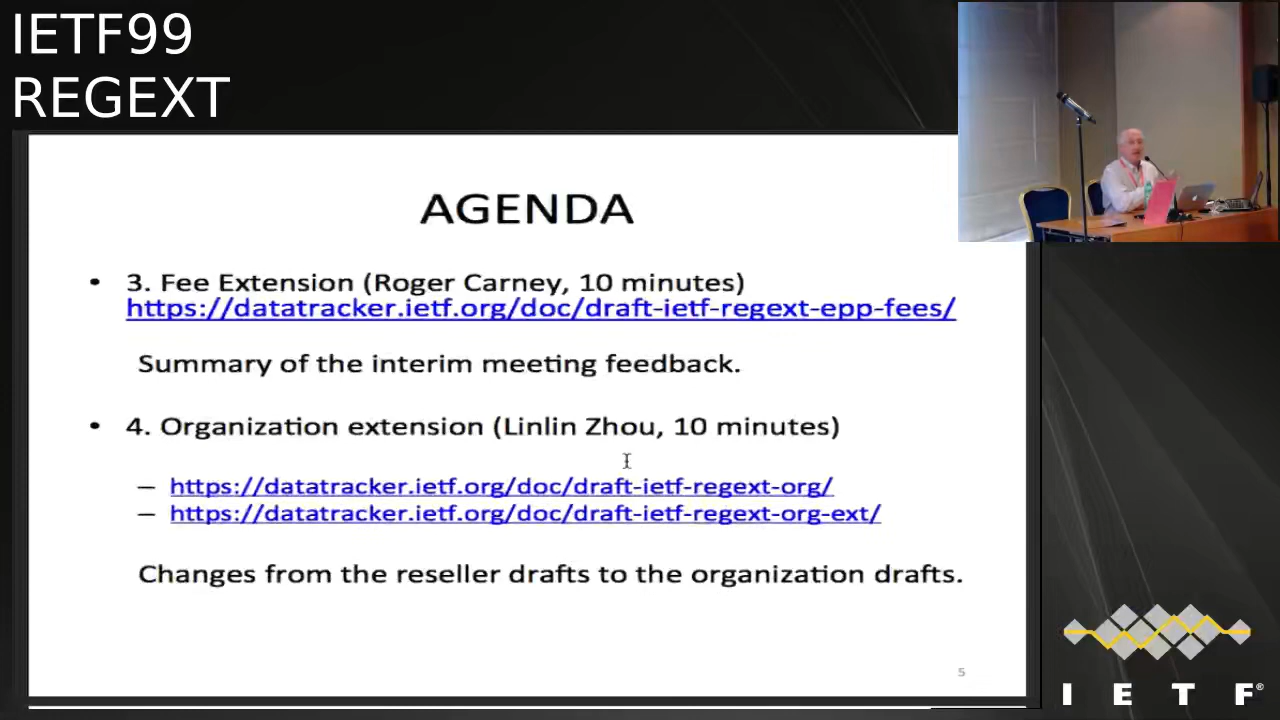 IETF99
REGEXT
AGENDA
• 3. Fee Extension (Roger Carney, 10 minutes)
https://datatracker.ietf.org/doc/draft-ietf-regext-epp-fees/
Summary of the interim meeting feedback.
• 4. Organization extension (Linlin Zhou, 10 minutes)
– https://datatracker.ietf.org/doc/draft-ietf-regext-org/
– https://datatracker.ietf.org/doc/draft-ietf-regext-org-ext/
Changes from the reseller drafts to the organization drafts.
5
I E T F®